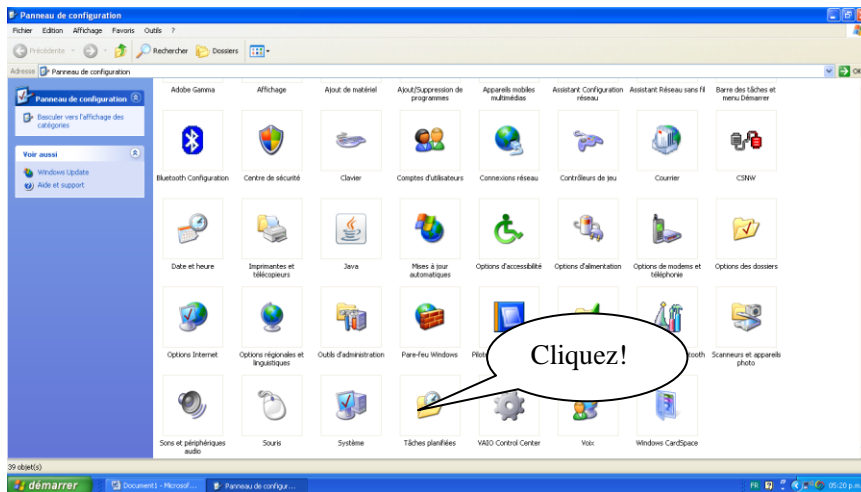 Panneau de configuration
Fichier Edition Affichage Favoris Outils ?
Précédente Rechercher Dossiers
Adresse Panneau de configuration OK
Panneau de configuration
Basculer vers l'affichage des
catégories
Voir aussi
Windows Update
Aide et support
Adobe Gamma
Affichage
Ajout de matériel
Ajout/Suppression de
programmes
Appareils mobiles
multimédias
Assistant Configuration
réseau
Assistant Réseau sans fil
Barre des tâches et
menu Démarrer
Bluetooth Configuration
Centre de sécurité
Clavier
Comptes d'utilisateurs
Connexions réseau
Contrôleurs de jeu
Courrier
CSNW
Date et heure
Imprimantes et
télécopieurs
Java
Mises à jour
automatiques
Options d'accessibilité
Options d'alimentation
Options de modems et
téléphonie
Options des dossiers
Options Internet
Options régionales et
linguistiques
Outils d'administration
Pare-feu Windows
Scanneurs et appareils
photo
Cliquez!
Sons et périphériques
audio
Souris
Système
Tâches planifiées
VAIO Control Center
Voix
Windows CardSpace
39 objet(s)
démarrer Document1 - Microsof... Panneau de configur... FR 05:20 p.m.